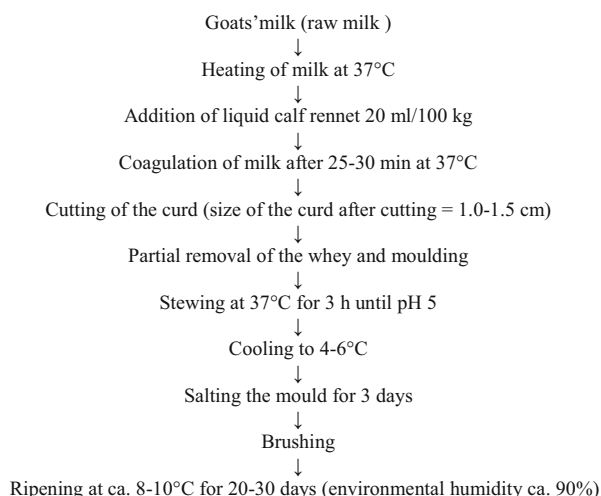 Goats'milk (raw milk )
↓
Heating of milk at 37°C
↓
Addition of liquid calf rennet 20 ml/100 kg
↓
Coagulation of milk after 25-30 min at 37°C
↓
Cutting of the curd (size of the curd after cutting = 1.0-1.5 cm)
↓
Partial removal of the whey and moulding
↓
Stewing at 37°C for 3 h until pH 5
↓
Cooling to 4-6°C
↓
Salting the mould for 3 days
↓
Brushing
↓
Ripening at ca. 8-10°C for 20-30 days (environmental humidity ca. 90%)